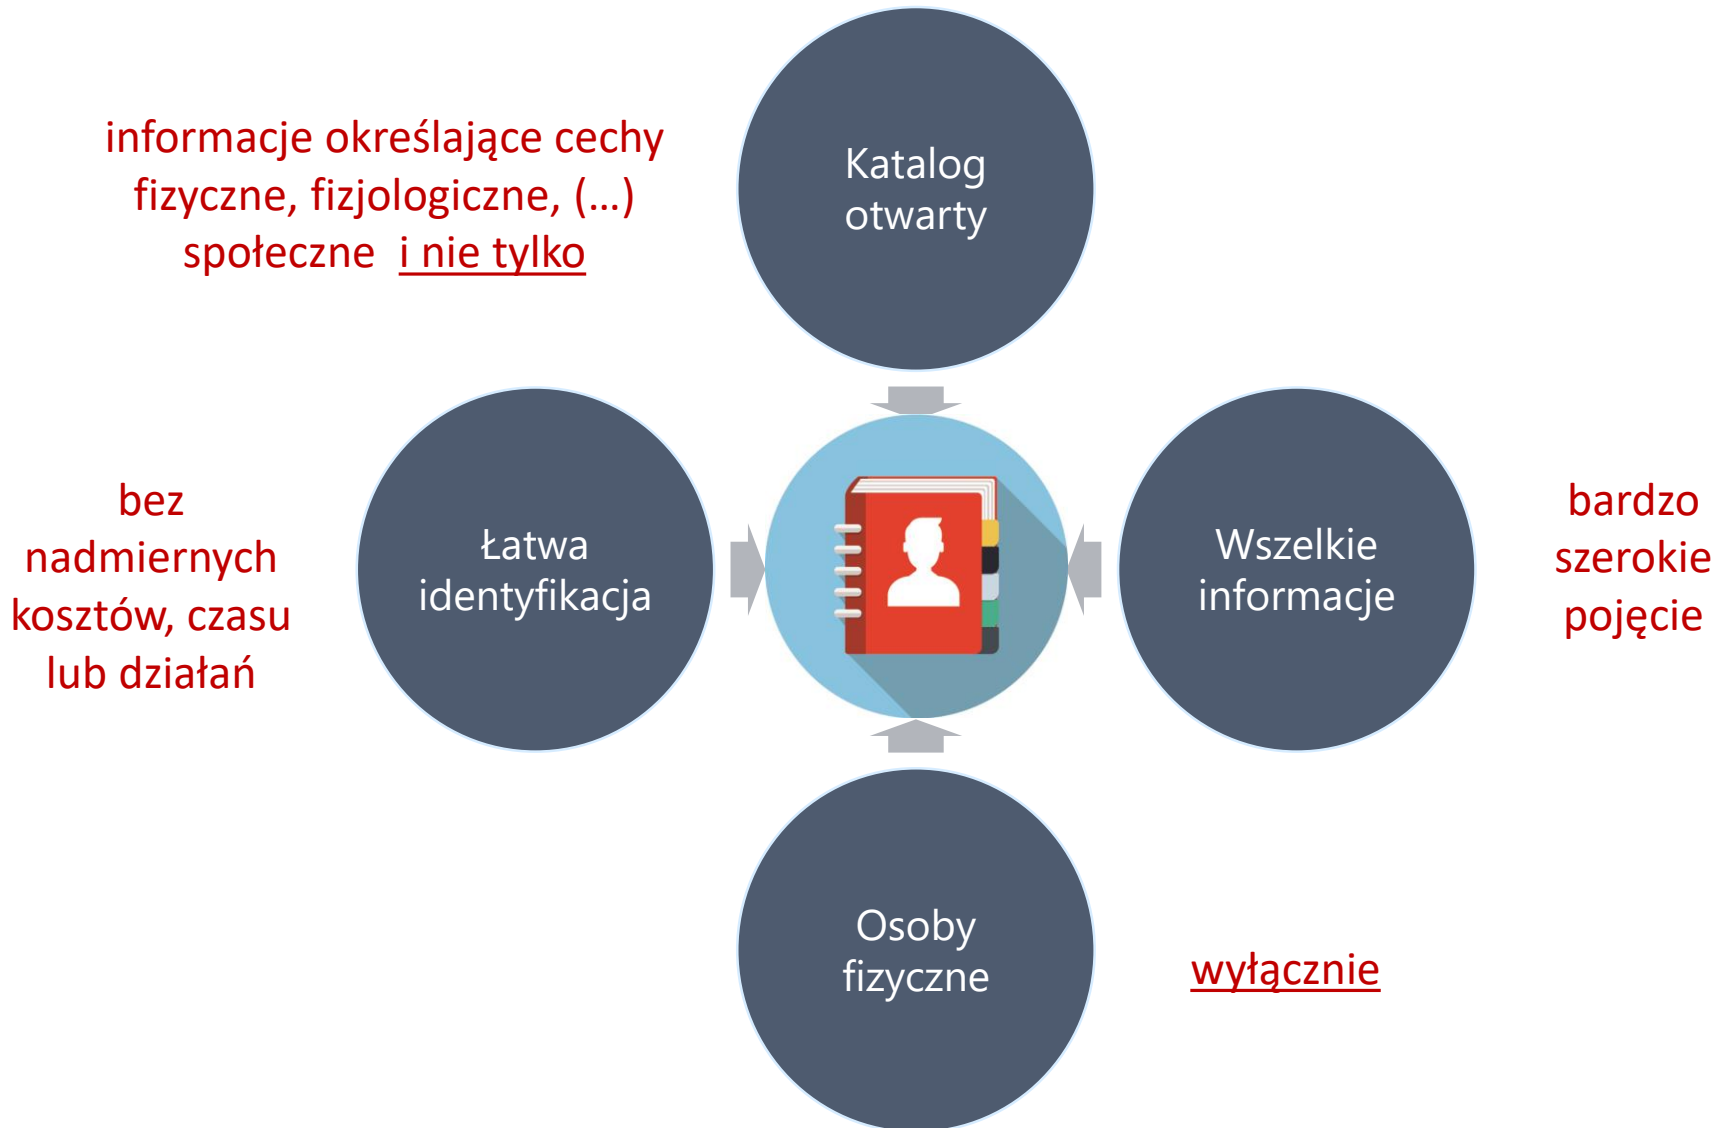 informacje określające cechy
fizyczne, fizjologiczne, (…)
społeczne i nie tylko
Katalog
otwarty
bez
nadmiernych
kosztów, czasu
lub działań
Łatwa
identyfikacja
Wszelkie
informacje
bardzo
szerokie
pojęcie
Osoby
fizyczne
wyłącznie